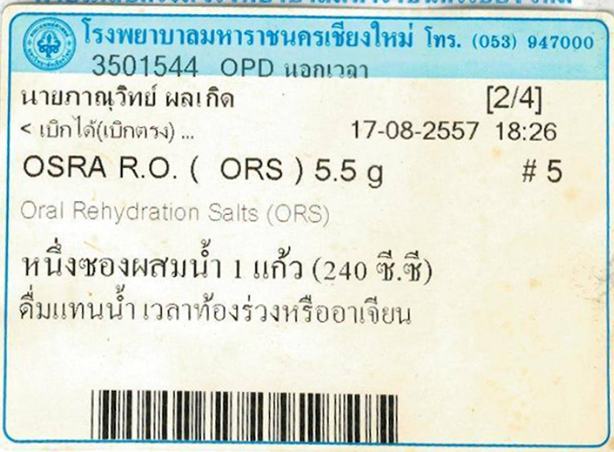 โรงพยาบาลมหาราชนครเชียงใหม่ โทร. (053) 947000
3501544 OPD นอกเวลา
นายภาณุวิทย์ ผลเกิด [2/4]
< เบิกได้(เบิกตรง) ... 17-08-2557 18:26
OSRA R.O. ( ORS ) 5.5 g # 5
Oral Rehydration Salts (ORS)
หนึ่งซองผสมน้ำ 1 แก้ว (240 ซี.ซี)
ดื่มแทนน้ำ เวลาท้องร่วงหรืออาเจียน